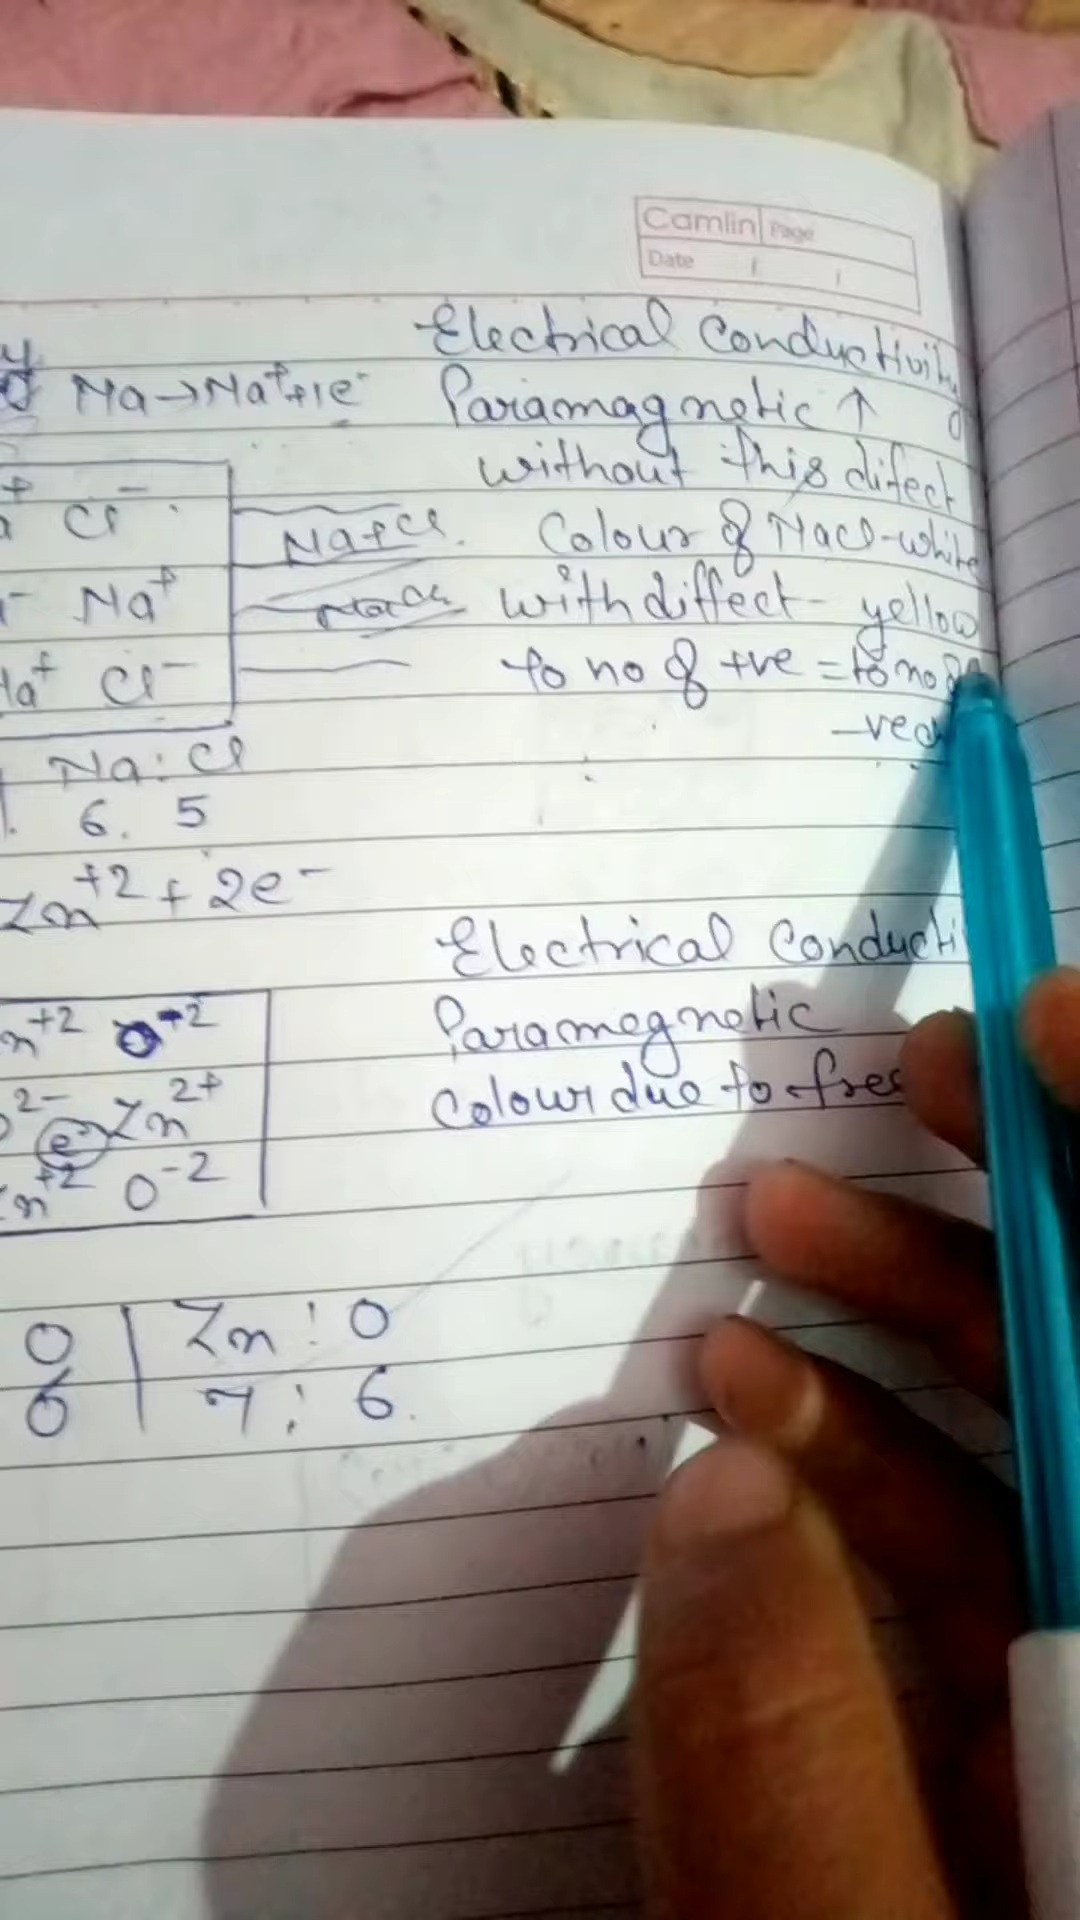 Camlin Page
Date / /
Electrical Conductivity
Na → Na⁺ + 1e⁻ Paramagnetic ↑
without this difect
Cl⁻ Na+Cl. Colour of NaCl-white
Na⁺ with diffect - yellow
Cl⁻ to no of +ve = to no of
-ve
Na : Cl
6. 5
Zn⁺² + 2e⁻
Electrical Conducti
Paramegnetic
Colour due to free
O²⁻ e⁻ Zn²⁺
O⁻²
O | Zn : O
6 | 7 : 6.